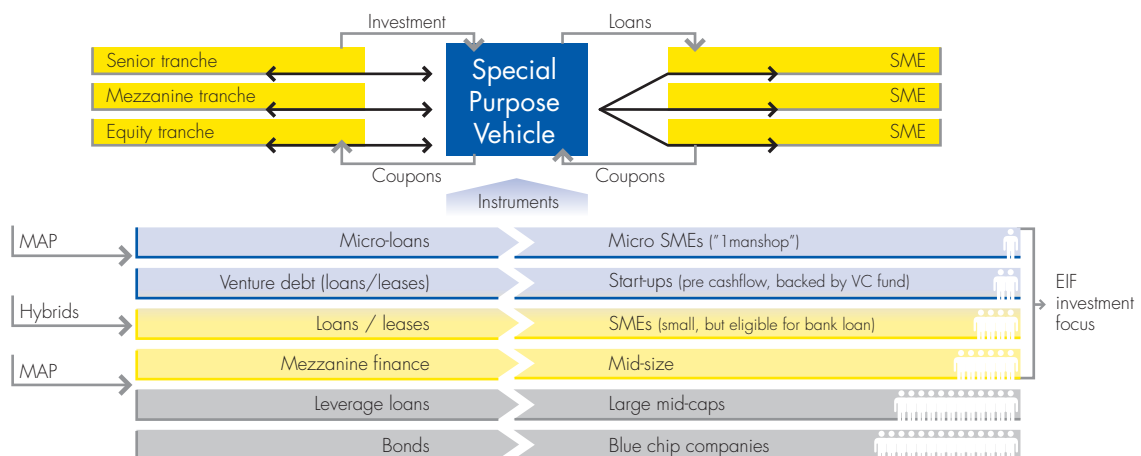 Investment
Loans
Senior tranche
Mezzanine tranche
Equity tranche
Special
Purpose
Vehicle
SME
SME
SME
Coupons
Coupons
Instruments
MAP
Micro-loans
Micro SMEs ("1manshop")
Venture debt (loans/leases)
Start-ups (pre cashflow, backed by VC fund)
Hybrids
Loans / leases
SMEs (small, but eligible for bank loan)
MAP
Mezzanine finance
Mid-size
Leverage loans
Large mid-caps
Bonds
Blue chip companies
EIF
investment
focus